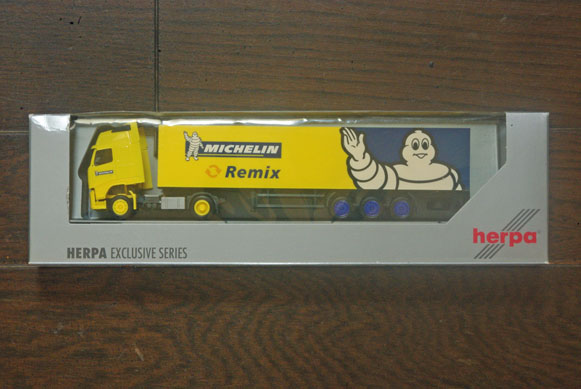 MICHELIN
Remix
HERPA EXCLUSIVE SERIES
herpa®